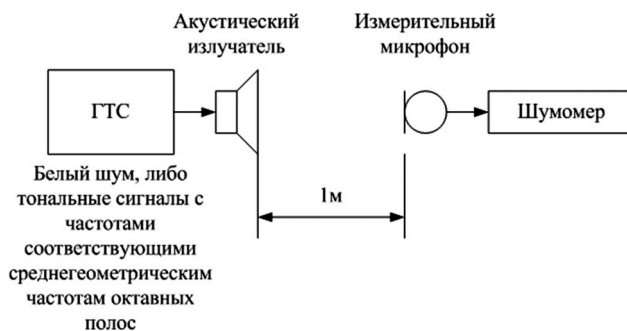 Акустический
излучатель
Измерительный
микрофон
ГТС
Шумомер
1м
Белый шум, либо
тональные сигналы с
частотами
соответствующими
среднегеометрическим
частотам октавных
полос